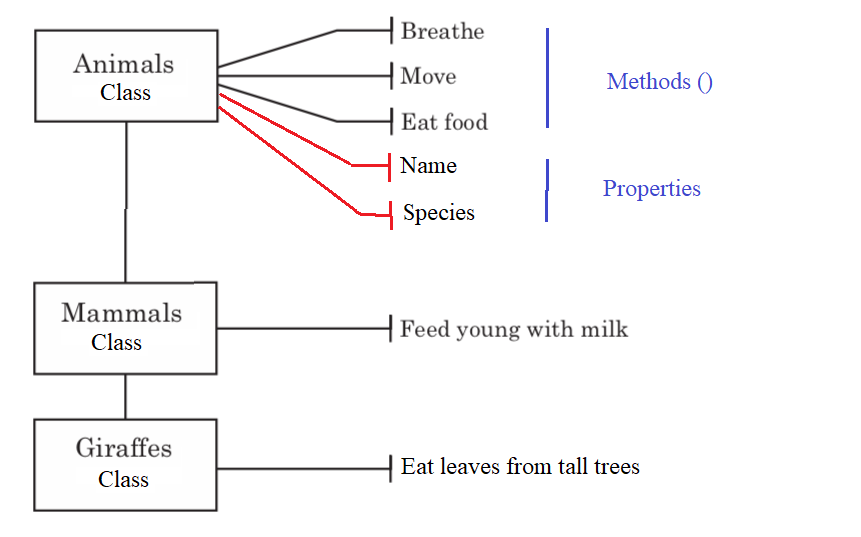 Animals
Class
Breathe
Move
Eat food
Methods ()
Name
Species
Properties
Mammals
Class
Feed young with milk
Giraffes
Class
Eat leaves from tall trees